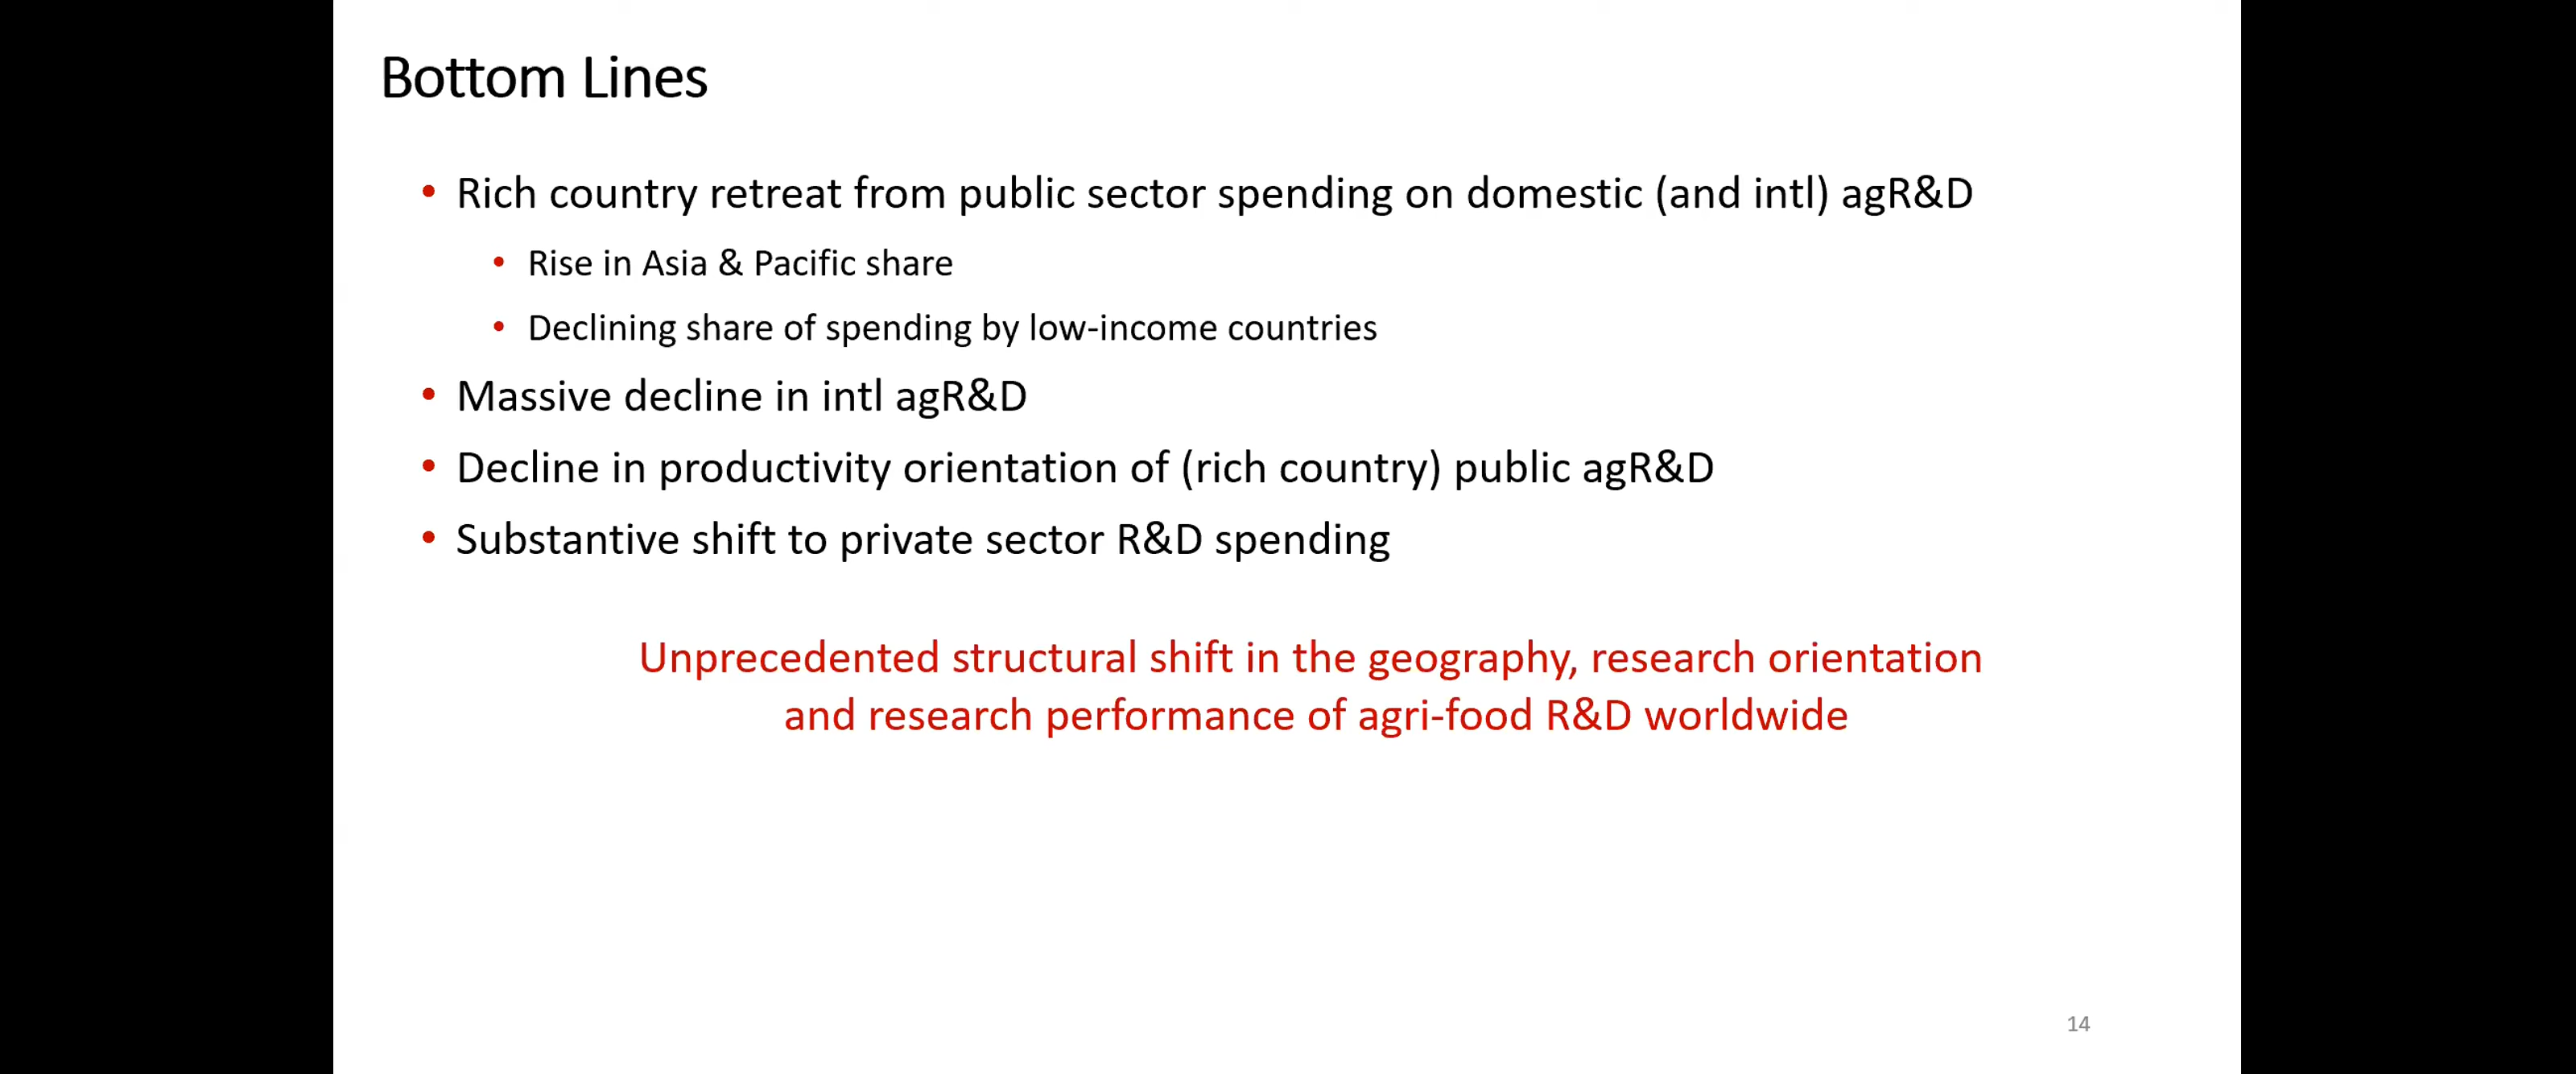 Bottom Lines
• Rich country retreat from public sector spending on domestic (and intl) agR&D
• Rise in Asia & Pacific share
• Declining share of spending by low-income countries
• Massive decline in intl agR&D
• Decline in productivity orientation of (rich country) public agR&D
• Substantive shift to private sector R&D spending
Unprecedented structural shift in the geography, research orientation
and research performance of agri-food R&D worldwide
14